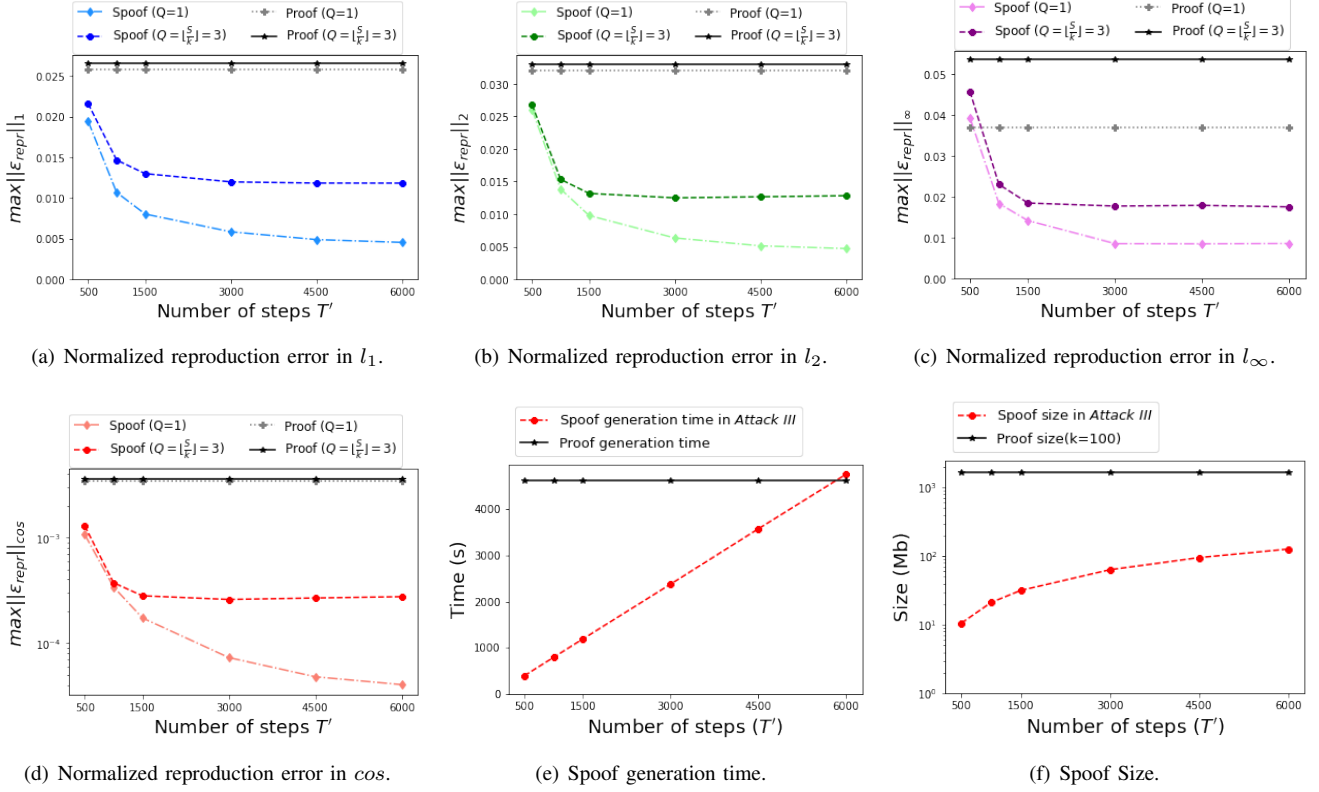 Spoof (Q=1)
Proof (Q=1)
Spoof (Q = ⌊S/k⌋ = 3)
Proof (Q = ⌊S/k⌋ = 3)
max||ε_repr||_1
0.025
0.020
0.015
0.010
0.005
0.000
500
1500
3000
4500
6000
Number of steps T′
(a) Normalized reproduction error in l_1.
Spoof (Q=1)
Proof (Q=1)
Spoof (Q = ⌊S/k⌋ = 3)
Proof (Q = ⌊S/k⌋ = 3)
max||ε_repr||_2
0.030
0.025
0.020
0.015
0.010
0.005
0.000
500
1500
3000
4500
6000
Number of steps T′
(b) Normalized reproduction error in l_2.
Spoof (Q=1)
Proof (Q=1)
Spoof (Q = ⌊S/k⌋ = 3)
Proof (Q = ⌊S/k⌋ = 3)
max||ε_repr||_∞
0.05
0.04
0.03
0.02
0.01
0.00
500
1500
3000
4500
6000
Number of steps T′
(c) Normalized reproduction error in l_∞.
Spoof (Q=1)
Proof (Q=1)
Spoof (Q = ⌊S/k⌋ = 3)
Proof (Q = ⌊S/k⌋ = 3)
max||ε_repr||_cos
10^−3
10^−4
500
1500
3000
4500
6000
Number of steps T′
(d) Normalized reproduction error in cos.
Spoof generation time in Attack III
Proof generation time
Time (s)
4000
3000
2000
1000
0
500
1500
3000
4500
6000
Number of steps (T′)
(e) Spoof generation time.
Spoof size in Attack III
Proof size(k=100)
Size (Mb)
10^3
10^2
10^1
10^0
500
1500
3000
4500
6000
Number of steps (T′)
(f) Spoof Size.